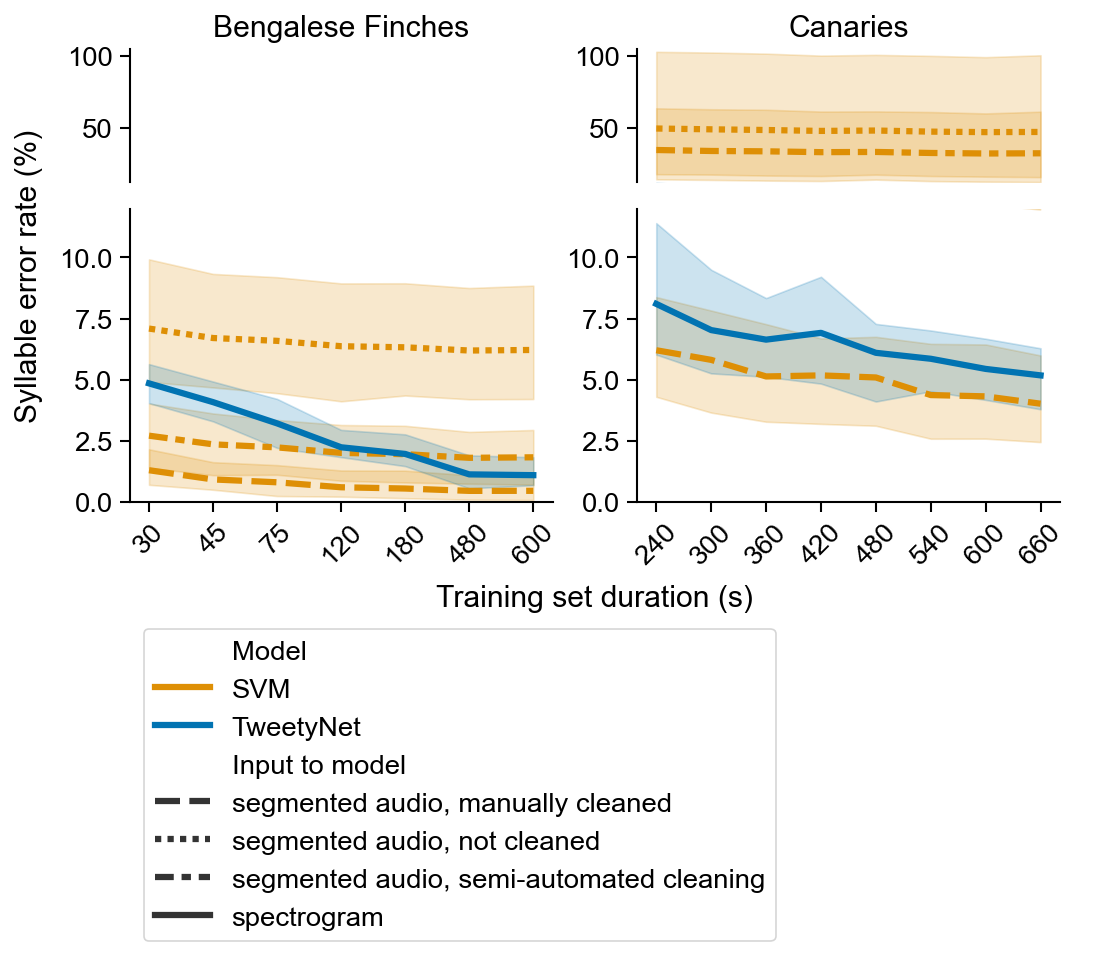 Bengalese Finches
Canaries
100
50
100
50
Syllable error rate (%)
10.0
7.5
5.0
2.5
0.0
10.0
7.5
5.0
2.5
0.0
30 45 75 120 180 480 600
240 300 360 420 480 540 600 660
Training set duration (s)
Model
SVM
TweetyNet
Input to model
segmented audio, manually cleaned
segmented audio, not cleaned
segmented audio, semi-automated cleaning
spectrogram